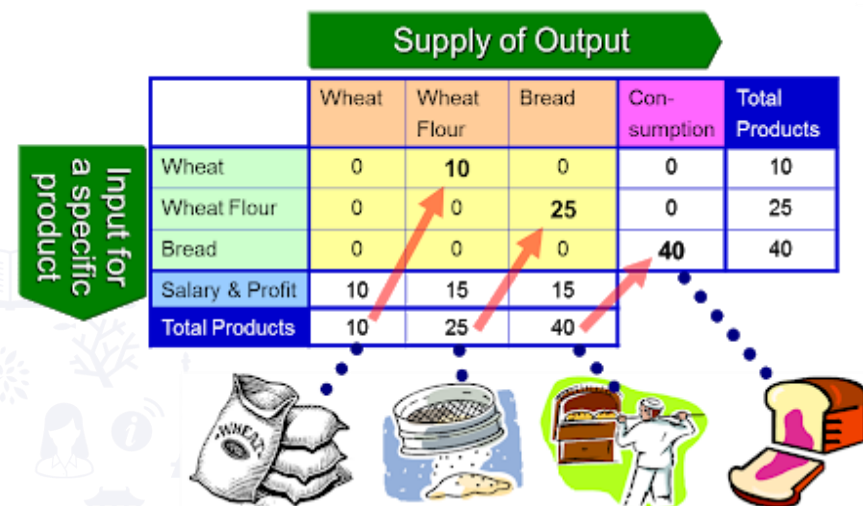 Supply of Output
Input for
a specific
product
Wheat Wheat Flour Bread Con-sumption Total Products
Wheat 0 10 0 0 10
Wheat Flour 0 0 25 0 25
Bread 0 0 0 40 40
Salary & Profit 10 15 15
Total Products 10 25 40
WHEAT